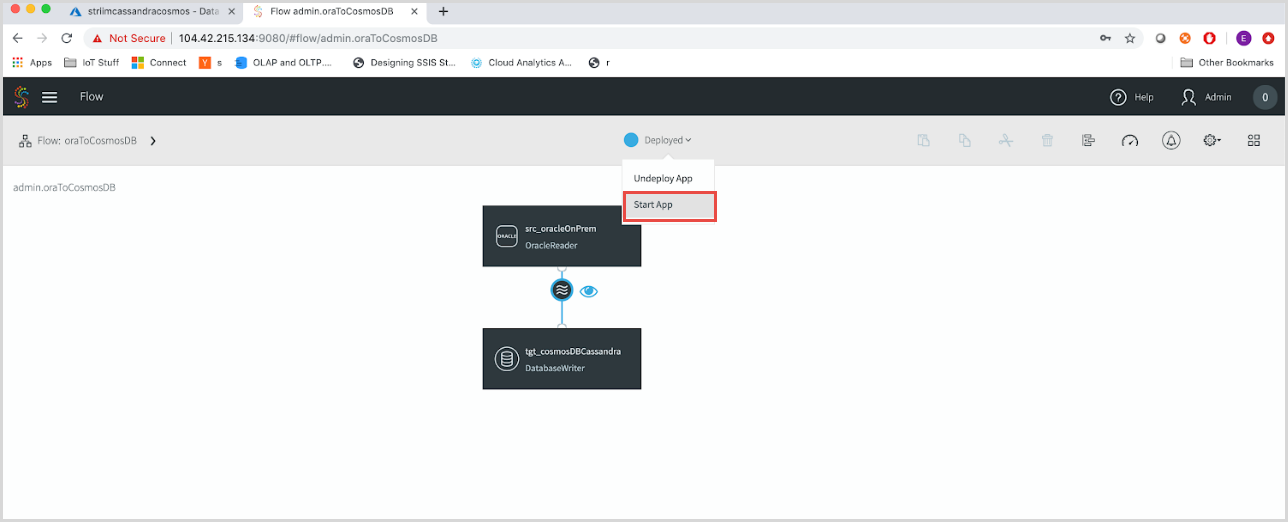 striimcassandracosmos - Data
Flow admin.oraToCosmosDB
Not Secure
104.42.215.134:9080/#flow/admin.oraToCosmosDB
E
Apps
IoT Stuff
Connect
Y s
OLAP and OLTP....
Designing SSIS St...
Cloud Analytics A...
r
Other Bookmarks
Flow
Help
Admin
0
Flow: oraToCosmosDB
Deployed
Undeploy App
Start App
admin.oraToCosmosDB
ORACLE
src_oracleOnPrem
OracleReader
tgt_cosmosDBCassandra
DatabaseWriter